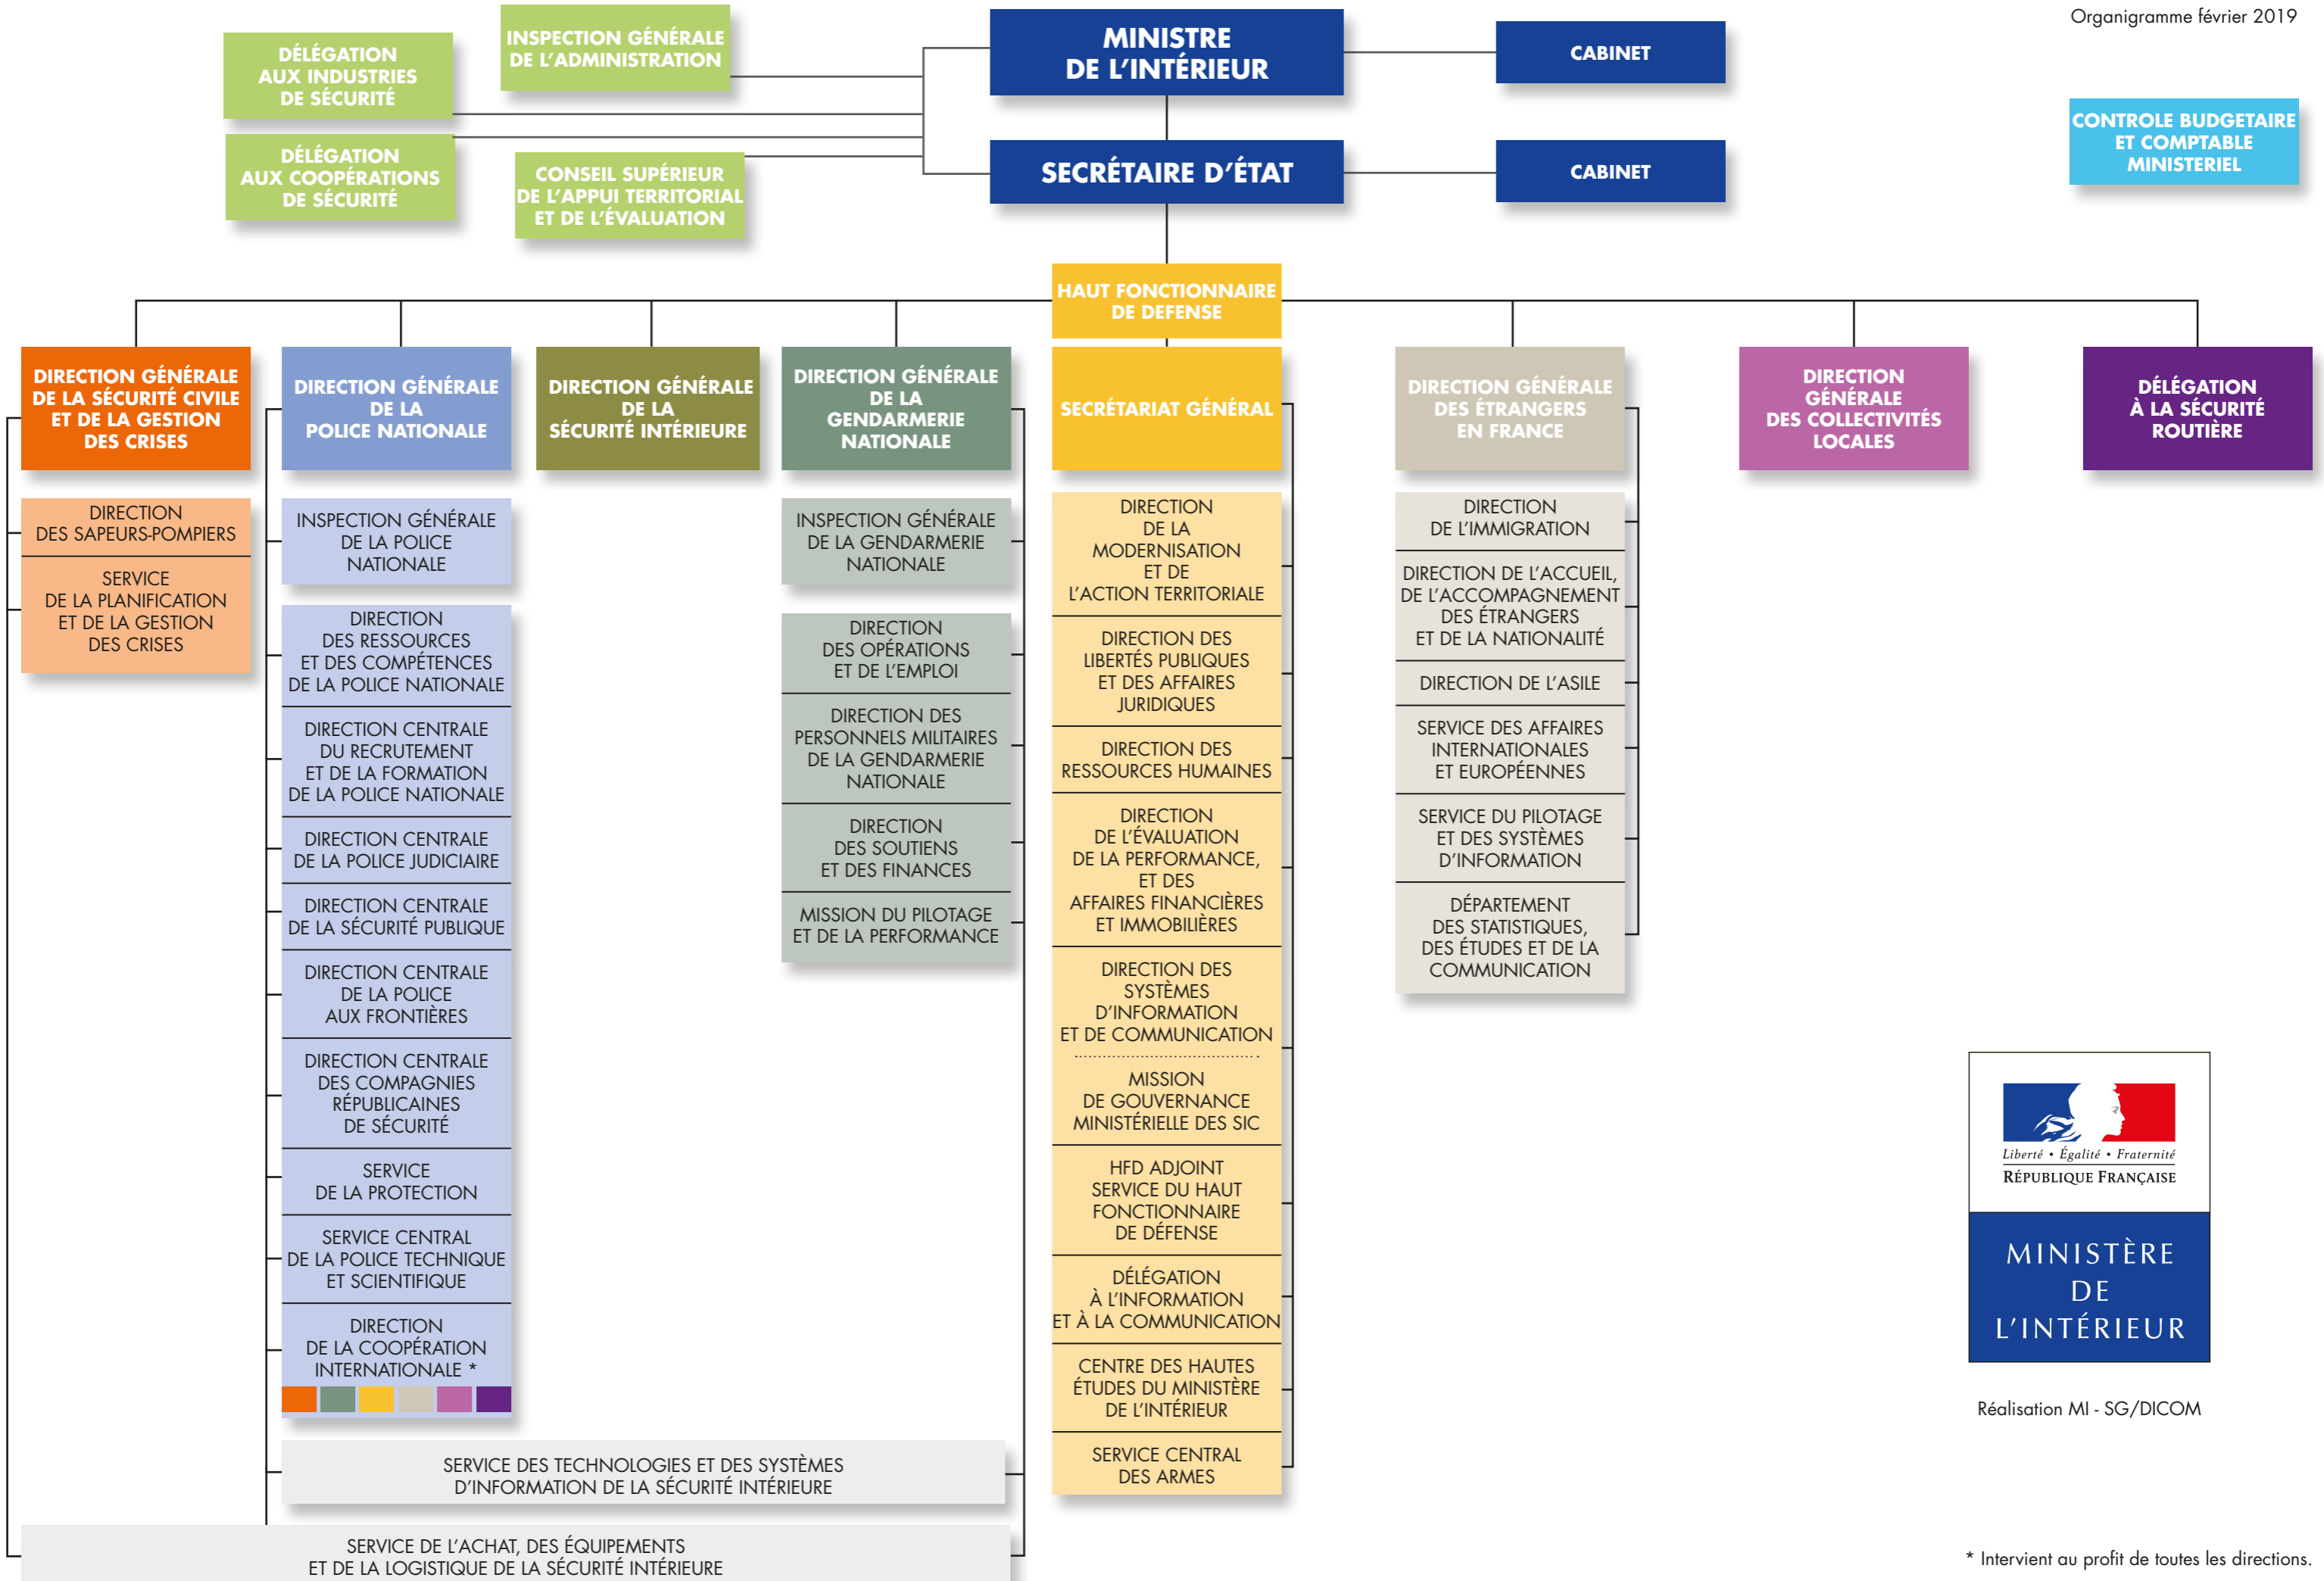 Organigramme février 2019
DÉLÉGATION
AUX INDUSTRIES
DE SÉCURITÉ
INSPECTION GÉNÉRALE
DE L'ADMINISTRATION
MINISTRE
DE L'INTÉRIEUR
CABINET
CONTROLE BUDGETAIRE
ET COMPTABLE
MINISTERIEL
DÉLÉGATION
AUX COOPÉRATIONS
DE SÉCURITÉ
CONSEIL SUPÉRIEUR
DE L'APPUI TERRITORIAL
ET DE L'ÉVALUATION
SECRÉTAIRE D'ÉTAT
CABINET
HAUT FONCTIONNAIRE
DE DEFENSE
DIRECTION GÉNÉRALE
DE LA SÉCURITÉ CIVILE
ET DE LA GESTION
DES CRISES
DIRECTION
DES SAPEURS-POMPIERS
SERVICE
DE LA PLANIFICATION
ET DE LA GESTION
DES CRISES
DIRECTION GÉNÉRALE
DE LA
POLICE NATIONALE
INSPECTION GÉNÉRALE
DE LA POLICE
NATIONALE
DIRECTION
DES RESSOURCES
ET DES COMPÉTENCES
DE LA POLICE NATIONALE
DIRECTION CENTRALE
DU RECRUTEMENT
ET DE LA FORMATION
DE LA POLICE NATIONALE
DIRECTION CENTRALE
DE LA POLICE JUDICIAIRE
DIRECTION CENTRALE
DE LA SÉCURITÉ PUBLIQUE
DIRECTION CENTRALE
DE LA POLICE
AUX FRONTIÈRES
DIRECTION CENTRALE
DES COMPAGNIES
RÉPUBLICAINES
DE SÉCURITÉ
SERVICE
DE LA PROTECTION
SERVICE CENTRAL
DE LA POLICE TECHNIQUE
ET SCIENTIFIQUE
DIRECTION
DE LA COOPÉRATION
INTERNATIONALE *
DIRECTION GÉNÉRALE
DE LA
SÉCURITÉ INTÉRIEURE
DIRECTION GÉNÉRALE
DE LA
GENDARMERIE
NATIONALE
INSPECTION GÉNÉRALE
DE LA GENDARMERIE
NATIONALE
DIRECTION
DES OPÉRATIONS
ET DE L'EMPLOI
DIRECTION DES
PERSONNELS MILITAIRES
DE LA GENDARMERIE
NATIONALE
DIRECTION
DES SOUTIENS
ET DES FINANCES
MISSION DU PILOTAGE
ET DE LA PERFORMANCE
SERVICE DES TECHNOLOGIES ET DES SYSTÈMES
D'INFORMATION DE LA SÉCURITÉ INTÉRIEURE
SERVICE DE L'ACHAT, DES ÉQUIPEMENTS
ET DE LA LOGISTIQUE DE LA SÉCURITÉ INTÉRIEURE
SECRÉTARIAT GÉNÉRAL
DIRECTION
DE LA
MODERNISATION
ET DE
L'ACTION TERRITORIALE
DIRECTION DES
LIBERTÉS PUBLIQUES
ET DES AFFAIRES
JURIDIQUES
DIRECTION DES
RESSOURCES HUMAINES
DIRECTION
DE L'ÉVALUATION
DE LA PERFORMANCE,
ET DES
AFFAIRES FINANCIÈRES
ET IMMOBILIÈRES
DIRECTION DES
SYSTÈMES
D'INFORMATION
ET DE COMMUNICATION
MISSION
DE GOUVERNANCE
MINISTÉRIELLE DES SIC
HFD ADJOINT
SERVICE DU HAUT
FONCTIONNAIRE
DE DÉFENSE
DÉLÉGATION
À L'INFORMATION
ET À LA COMMUNICATION
CENTRE DES HAUTES
ÉTUDES DU MINISTÈRE
DE L'INTÉRIEUR
SERVICE CENTRAL
DES ARMES
DIRECTION GÉNÉRALE
DES ÉTRANGERS
EN FRANCE
DIRECTION
DE L'IMMIGRATION
DIRECTION DE L'ACCUEIL,
DE L'ACCOMPAGNEMENT
DES ÉTRANGERS
ET DE LA NATIONALITÉ
DIRECTION DE L'ASILE
SERVICE DES AFFAIRES
INTERNATIONALES
ET EUROPÉENNES
SERVICE DU PILOTAGE
ET DES SYSTÈMES
D'INFORMATION
DÉPARTEMENT
DES STATISTIQUES,
DES ÉTUDES ET DE LA
COMMUNICATION
DIRECTION
GÉNÉRALE
DES COLLECTIVITÉS
LOCALES
DÉLÉGATION
À LA SÉCURITÉ
ROUTIÈRE
Liberté • Égalité • Fraternité
RÉPUBLIQUE FRANÇAISE
MINISTÈRE
DE
L'INTÉRIEUR
Réalisation MI - SG/DICOM
* Intervient au profit de toutes les directions.